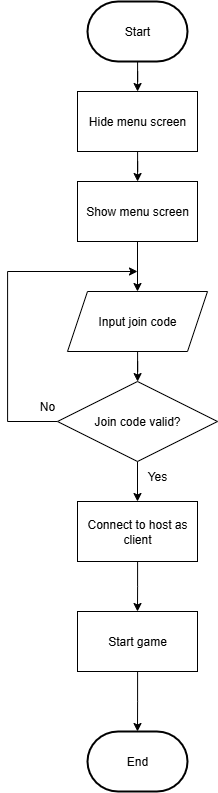 Start
Hide menu screen
Show menu screen
Input join code
Join code valid?
No
Yes
Connect to host as
client
Start game
End